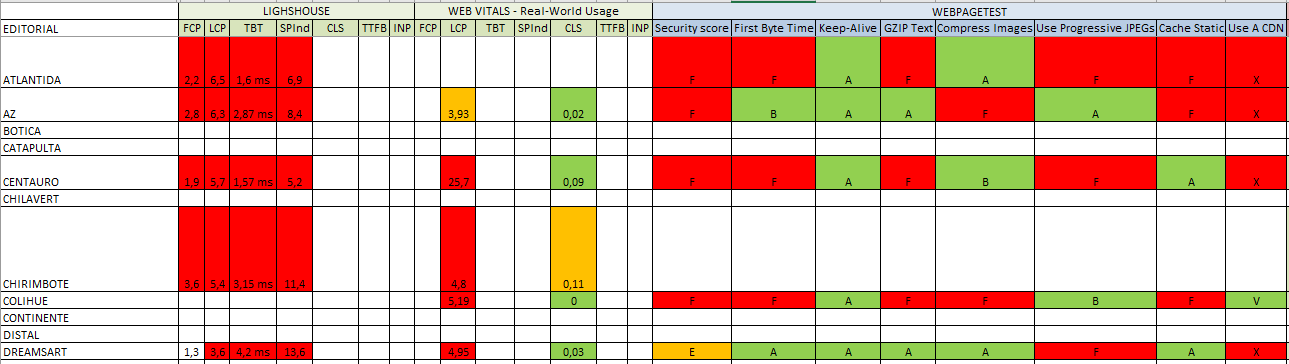 LIGHSHOUSE WEB VITALS - Real-World Usage WEBPAGETEST
EDITORIAL FCP LCP TBT SPInd CLS TTFB INP FCP LCP TBT SPInd CLS TTFB INP Security score First Byte Time Keep-Alive GZIP Text Compress Images Use Progressive JPEGs Cache Static Use A CDN
ATLANTIDA 2,2 6,5 1,6 ms 6,9 F F A F A F F X
AZ 2,8 6,3 2,87 ms 8,4 3,93 0,02 F B A A F A F X
BOTICA
CATAPULTA
CENTAURO 1,9 5,7 1,57 ms 5,2 25,7 0,09 F F A F B F A X
CHILAVERT
CHIRIMBOTE 3,6 5,4 3,15 ms 11,4 4,8 0,11
COLIHUE 5,19 0 F F A F F B F V
CONTINENTE
DISTAL
DREAMSART 1,3 3,6 4,2 ms 13,6 4,95 0,03 E A A A A F A X